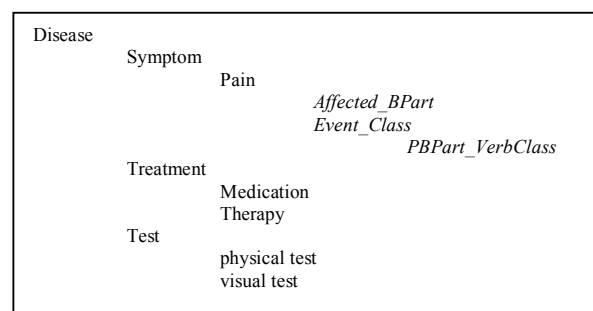 Disease
Symptom
Pain
Affected_BPart
Event_Class
PBPart_VerbClass
Treatment
Medication
Therapy
Test
physical test
visual test